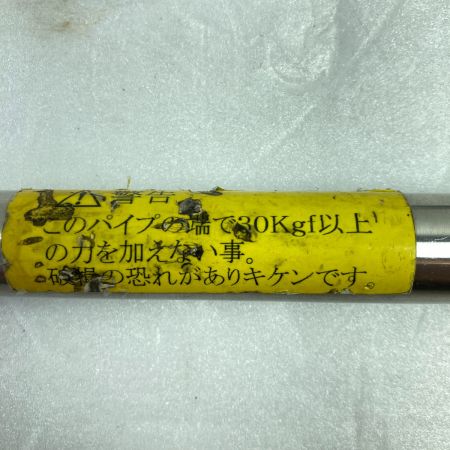 ⚠警告
このパイプの端で30Kgf以上
の力を加えない事。
破損の恐れがありキケンです